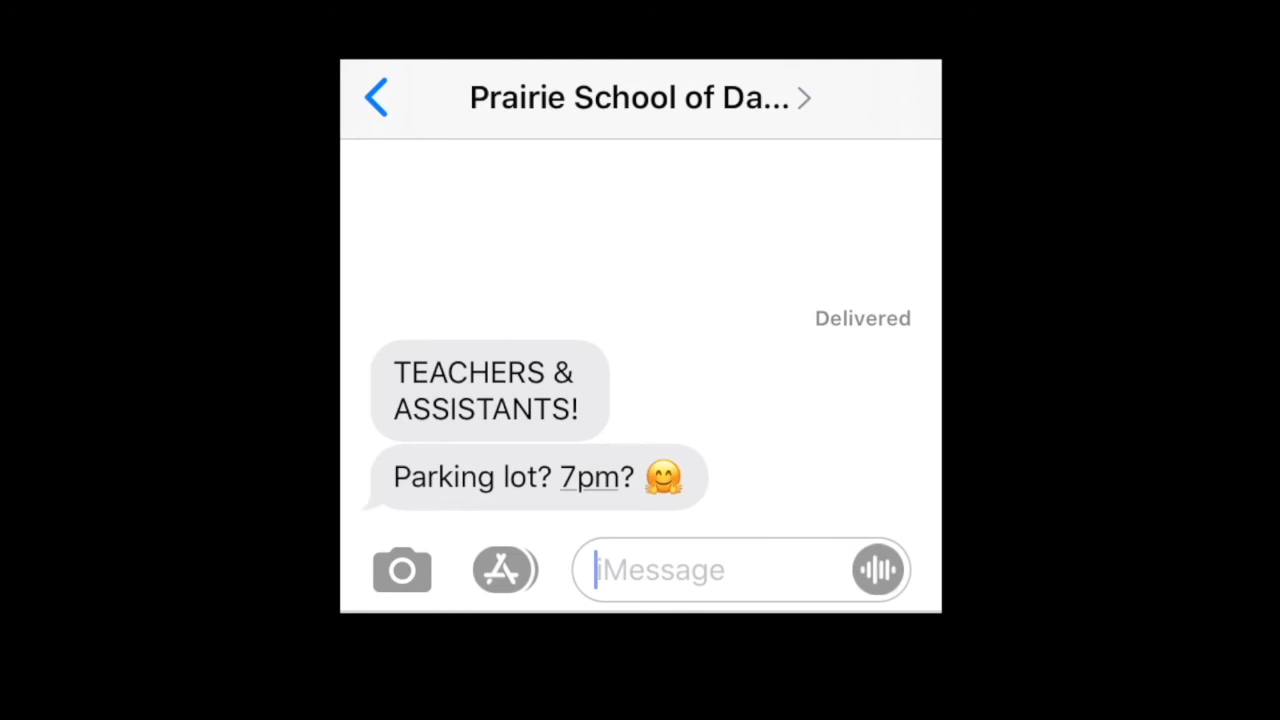 Prairie School of Da...
Delivered
TEACHERS &
ASSISTANTS!
Parking lot? 7pm? 🤗
iMessage